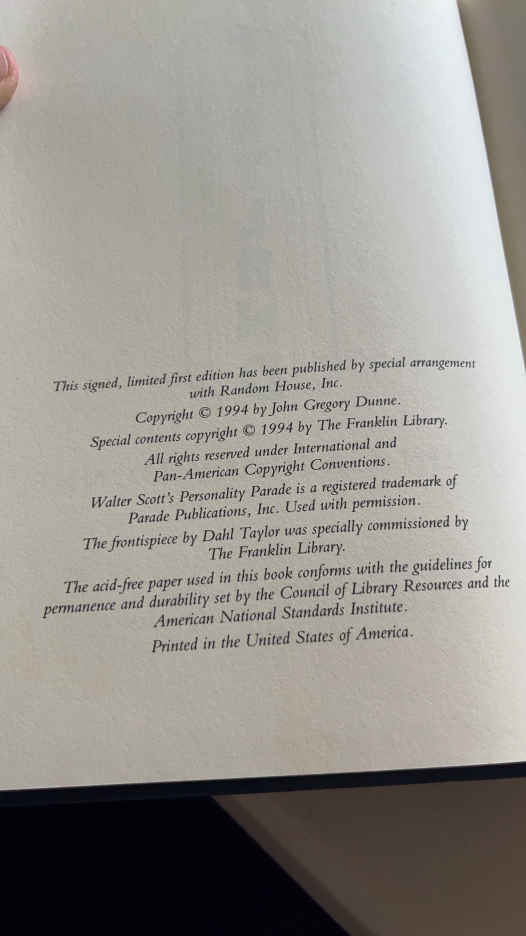 This signed, limited first edition has been published by special arrangement
with Random House, Inc.
Copyright © 1994 by John Gregory Dunne.
Special contents copyright © 1994 by The Franklin Library.
All rights reserved under International and
Pan-American Copyright Conventions.
Walter Scott's Personality Parade is a registered trademark of
Parade Publications, Inc. Used with permission.
The frontispiece by Dahl Taylor was specially commissioned by
The Franklin Library.
The acid-free paper used in this book conforms with the guidelines for
permanence and durability set by the Council of Library Resources and the
American National Standards Institute.
Printed in the United States of America.